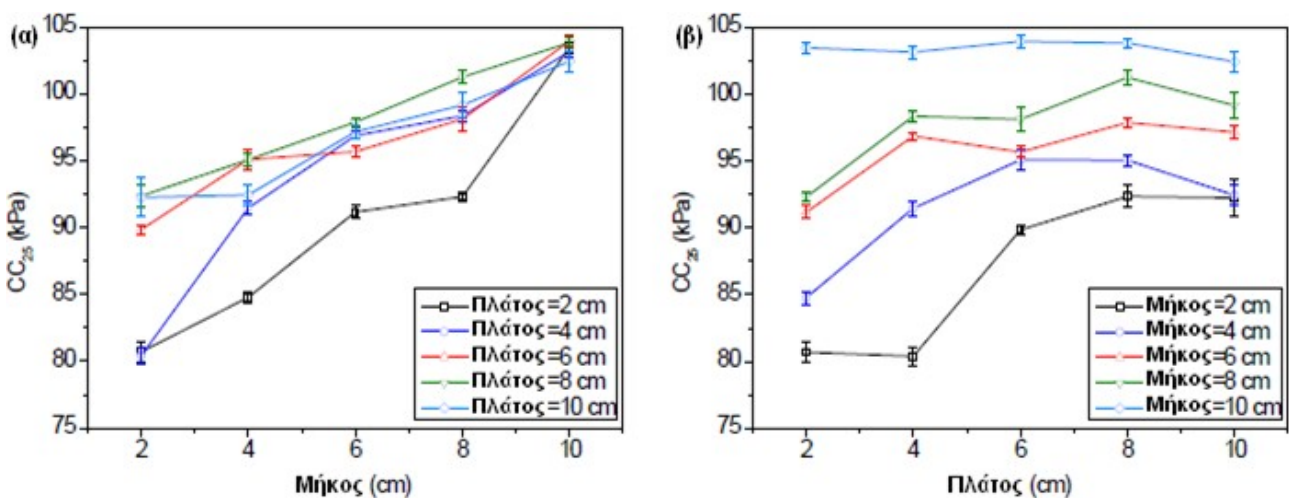 (α)
105
100
95
90
85
80
75
CC25 (kPa)
Πλάτος=2 cm
Πλάτος=4 cm
Πλάτος=6 cm
Πλάτος=8 cm
Πλάτος=10 cm
2 4 6 8 10
Μήκος (cm)
(β)
105
100
95
90
85
80
75
CC25 (kPa)
Μήκος=2 cm
Μήκος=4 cm
Μήκος=6 cm
Μήκος=8 cm
Μήκος=10 cm
2 4 6 8 10
Πλάτος (cm)